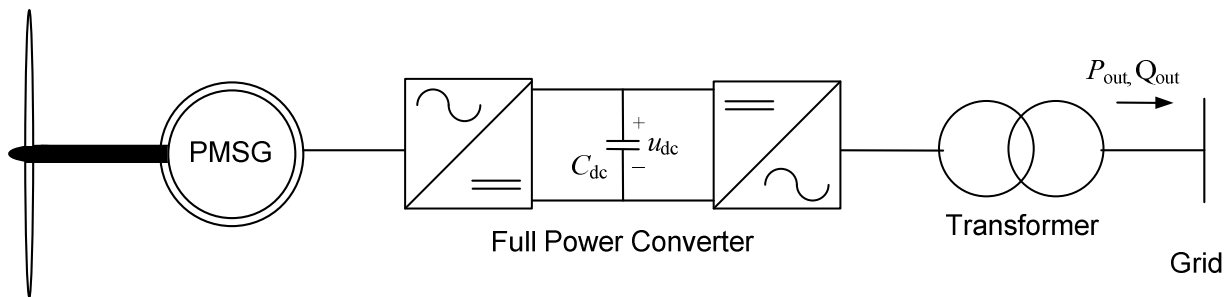 PMSG
+
C_dc
u_dc
–
Full Power Converter
P_out, Q_out
Transformer
Grid